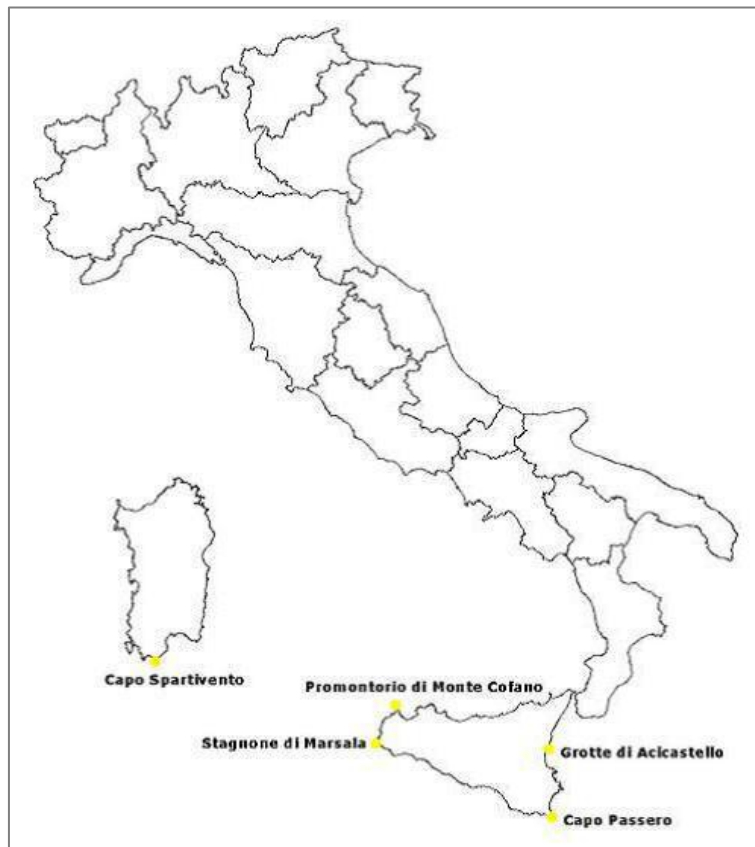 Capo Spartivento
Promontorio di Monte Cofano
Stagnone di Marsala
Grotte di Acicastello
Capo Passero